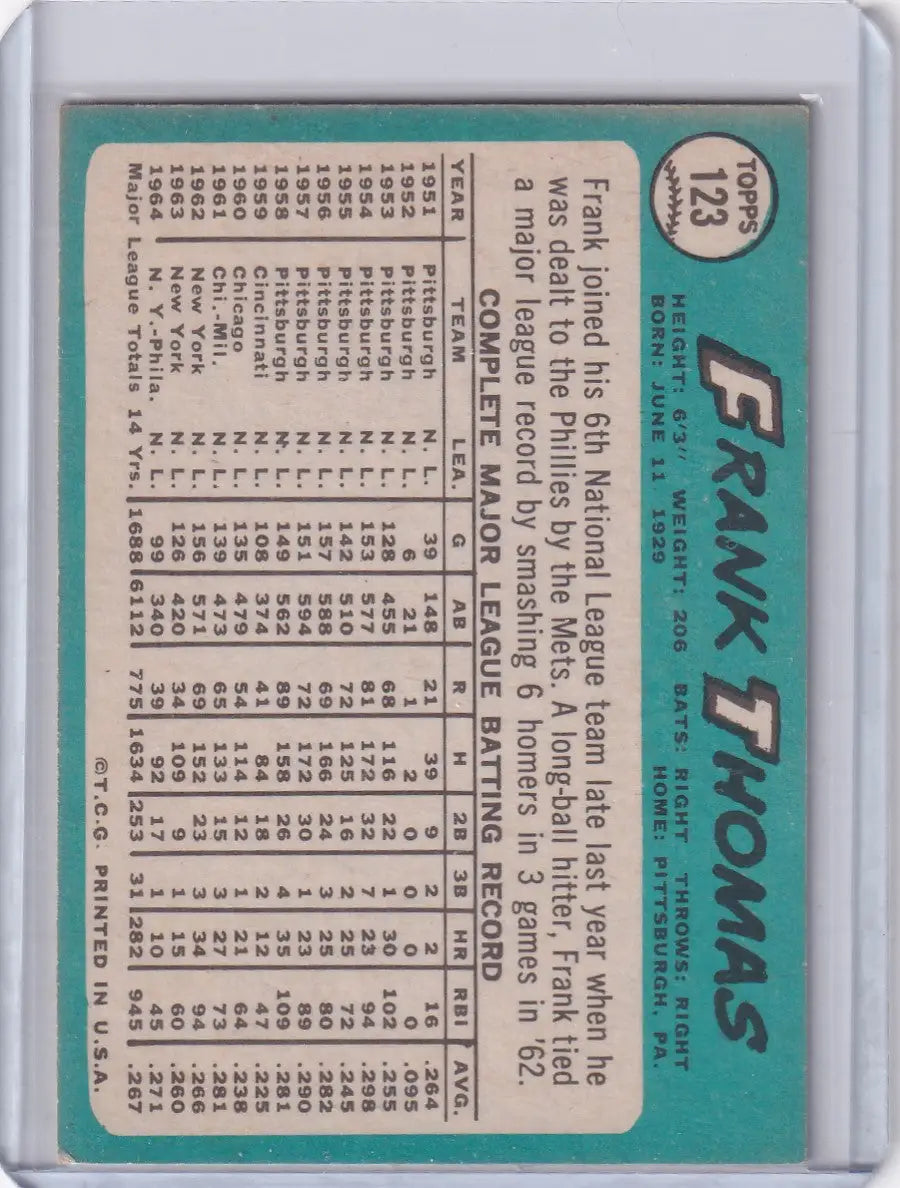 TOPPS
123
FRANK THOMAS
HEIGHT: 6'3" WEIGHT: 206 BATS: RIGHT THROWS: RIGHT
BORN: JUNE 11 1929 HOME: PITTSBURGH, PA.
Frank joined his 6th National League team late last year when he
was dealt to the Phillies by the Mets. A long-ball hitter, Frank tied
a major league record by smashing 6 homers in 3 games in '62.
COMPLETE MAJOR LEAGUE BATTING RECORD
YEAR TEAM LEA. G AB R H 2B 3B HR RBI AVG.
1951 Pittsburgh N. L. 39 148 21 39 9 2 2 16 .264
1952 Pittsburgh N. L. 6 21 1 2 0 0 0 0 .095
1953 Pittsburgh N. L. 128 455 68 116 22 1 30 102 .255
1954 Pittsburgh N. L. 153 577 81 172 32 7 23 94 .298
1955 Pittsburgh N. L. 142 510 72 125 16 2 25 72 .245
1956 Pittsburgh N. L. 157 588 69 166 24 3 25 80 .282
1957 Pittsburgh N. L. 151 594 72 172 30 1 23 89 .290
1958 Pittsburgh N. L. 149 562 89 158 26 4 35 109 .281
1959 Cincinnati N. L. 108 374 41 84 18 2 12 47 .225
1960 Chicago N. L. 135 479 54 114 12 1 21 64 .238
1961 Chi.-Mil. N. L. 139 473 65 133 15 3 27 73 .281
1962 New York N. L. 156 571 69 152 23 3 34 94 .266
1963 New York N. L. 126 420 34 109 9 1 15 60 .260
1964 N. Y.-Phila. N. L. 99 340 39 92 17 1 10 45 .271
Major League Totals 14 Yrs. 1688 6112 775 1634 253 31 282 945 .267
©T.C.G. PRINTED IN U.S.A.